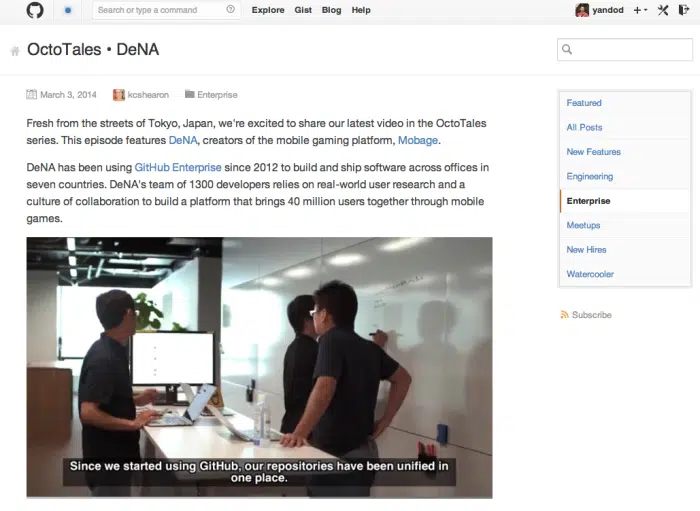 Search or type a command
Explore Gist Blog Help
yandod
OctoTales • DeNA
March 3, 2014 kcshearon Enterprise
Fresh from the streets of Tokyo, Japan, we're excited to share our latest video in the OctoTales
series. This episode features DeNA, creators of the mobile gaming platform, Mobage.
DeNA has been using GitHub Enterprise since 2012 to build and ship software across offices in
seven countries. DeNA's team of 1300 developers relies on real-world user research and a
culture of collaboration to build a platform that brings 40 million users together through mobile
games.
Since we started using GitHub, our repositories have been unified in
one place.
Featured
All Posts
New Features
Engineering
Enterprise
Meetups
New Hires
Watercooler
Subscribe